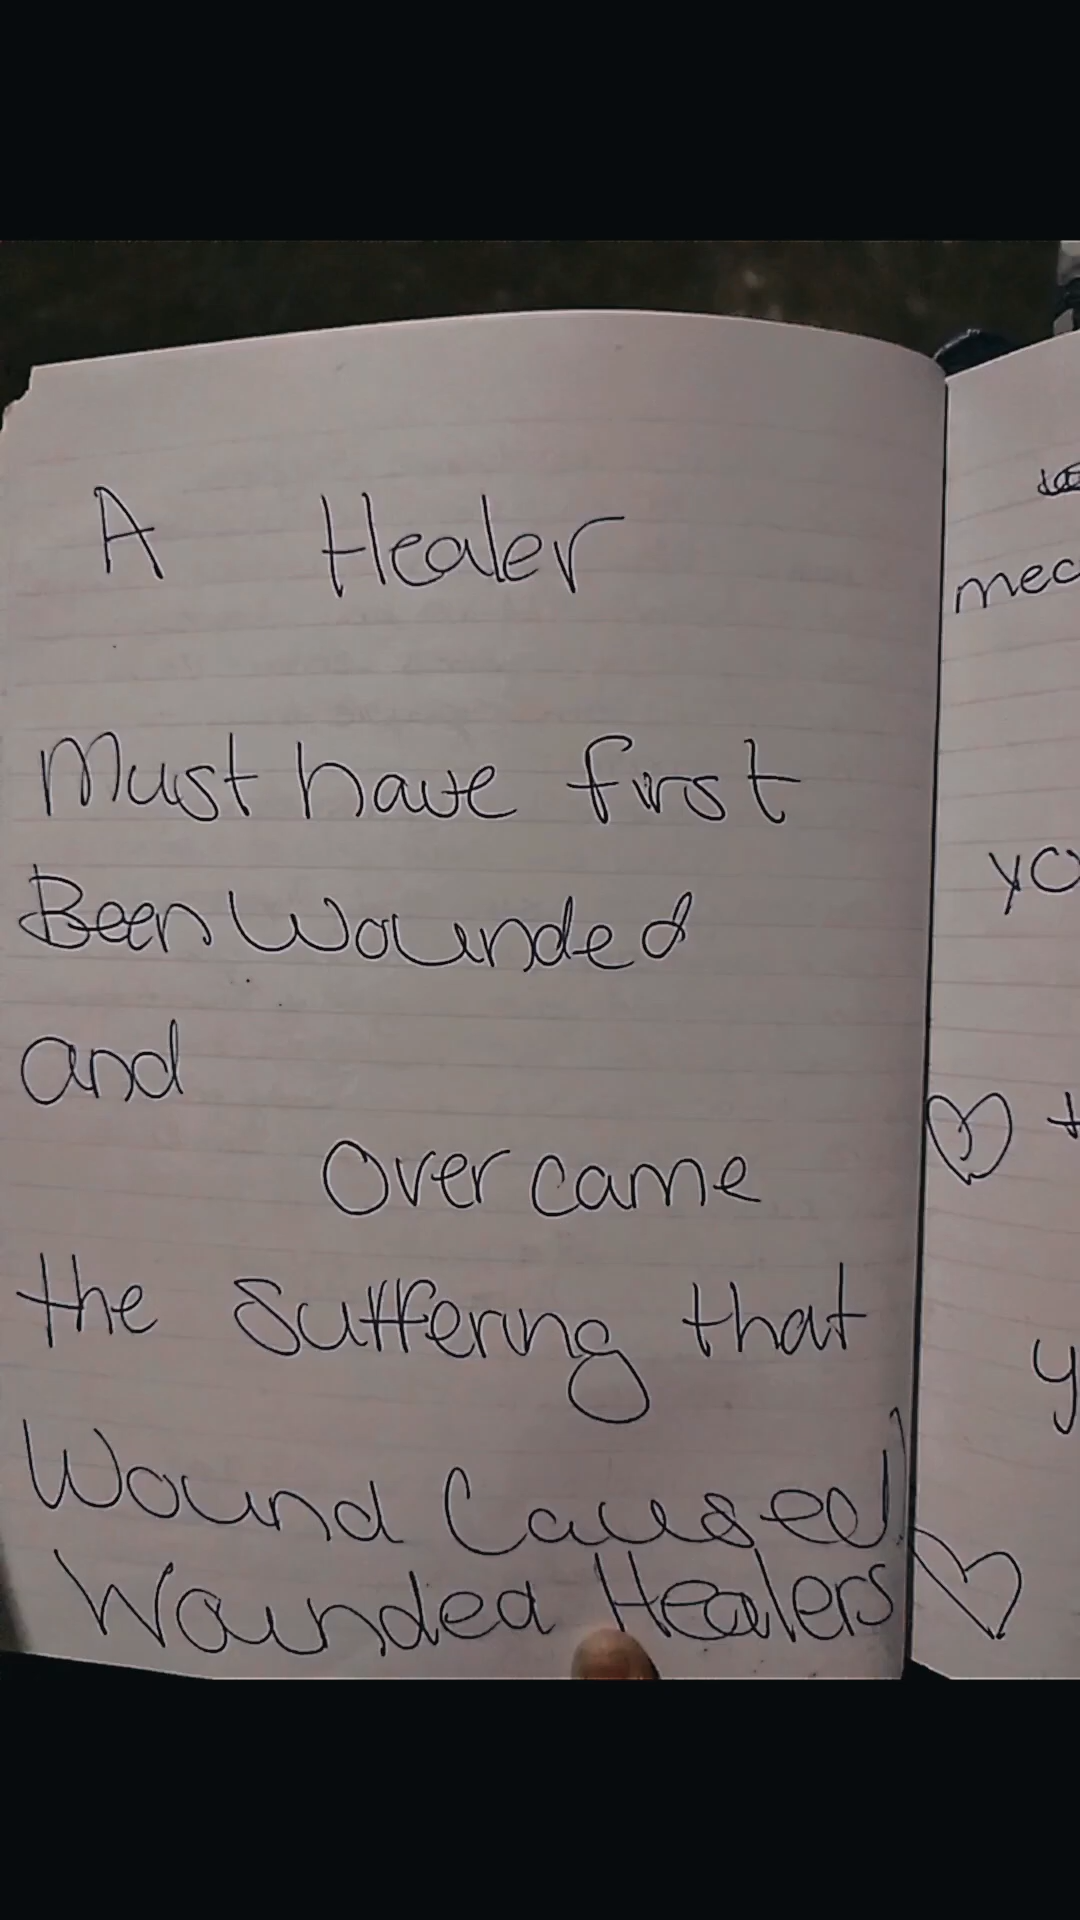 A Healer
Must have first
Been Wounded
and
Over came
the Suffering that
Wound Caused!
Wounded Healers